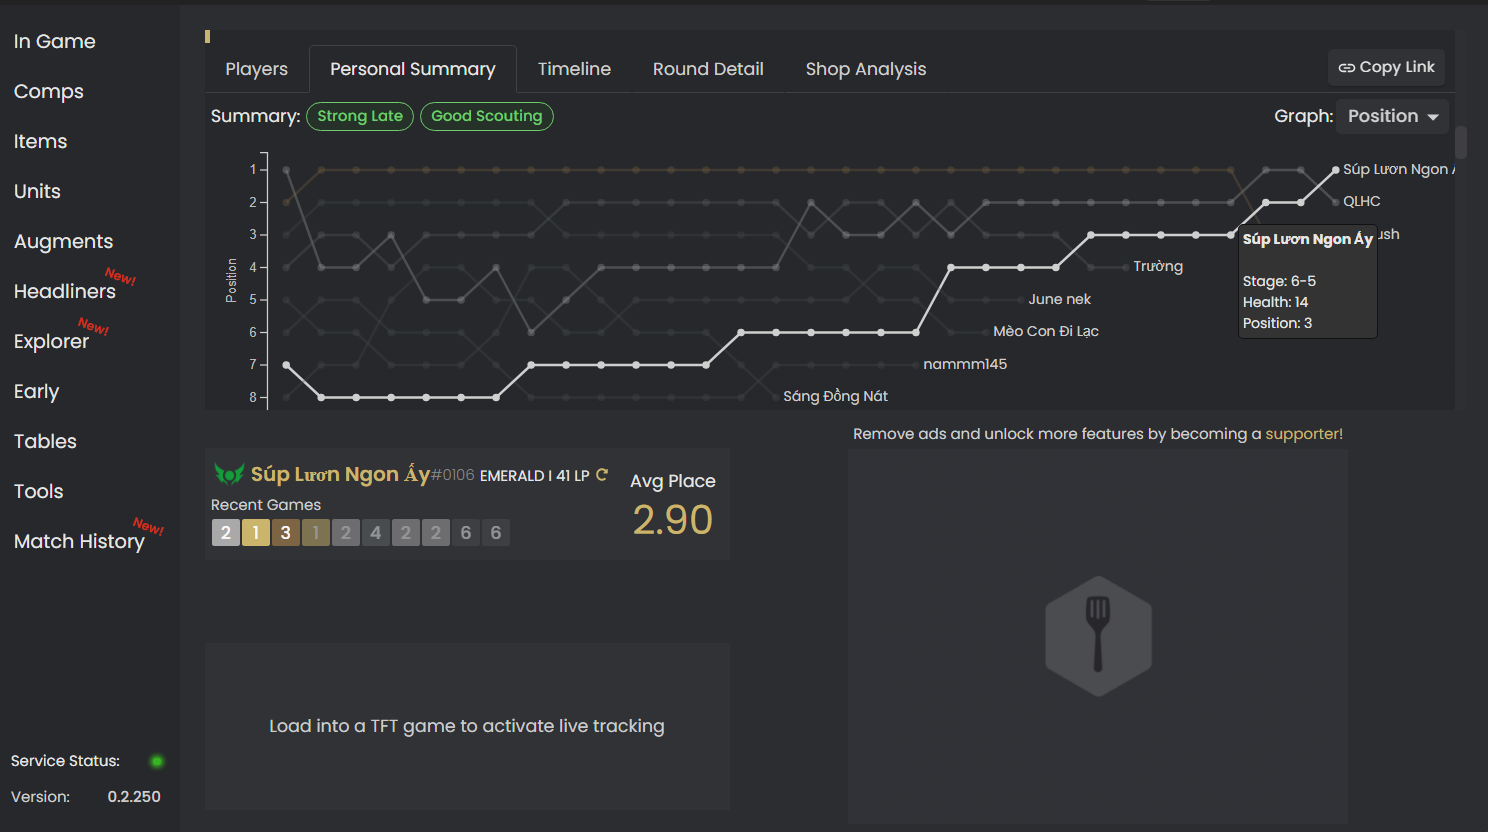 In Game
Comps
Items
Units
Augments
Headliners New!
Explorer New!
Early
Tables
Tools
Match History New!
Service Status:
Version: 0.2.250
Players Personal Summary Timeline Round Detail Shop Analysis Copy Link
Summary: Strong Late Good Scouting Graph: Position
Position
1
2
3
4
5
6
7
8
Súp Lươn Ngon
QLHC
ush
Trường
June nek
Mèo Con Đi Lạc
nammm145
Sáng Đồng Nát
Súp Lươn Ngon Ấy
Stage: 6-5
Health: 14
Position: 3
Remove ads and unlock more features by becoming a supporter!
Súp Lươn Ngon Ấy#0106 EMERALD I 41 LP
Recent Games
2 1 3 1 2 4 2 2 6 6
Avg Place
2.90
Load into a TFT game to activate live tracking